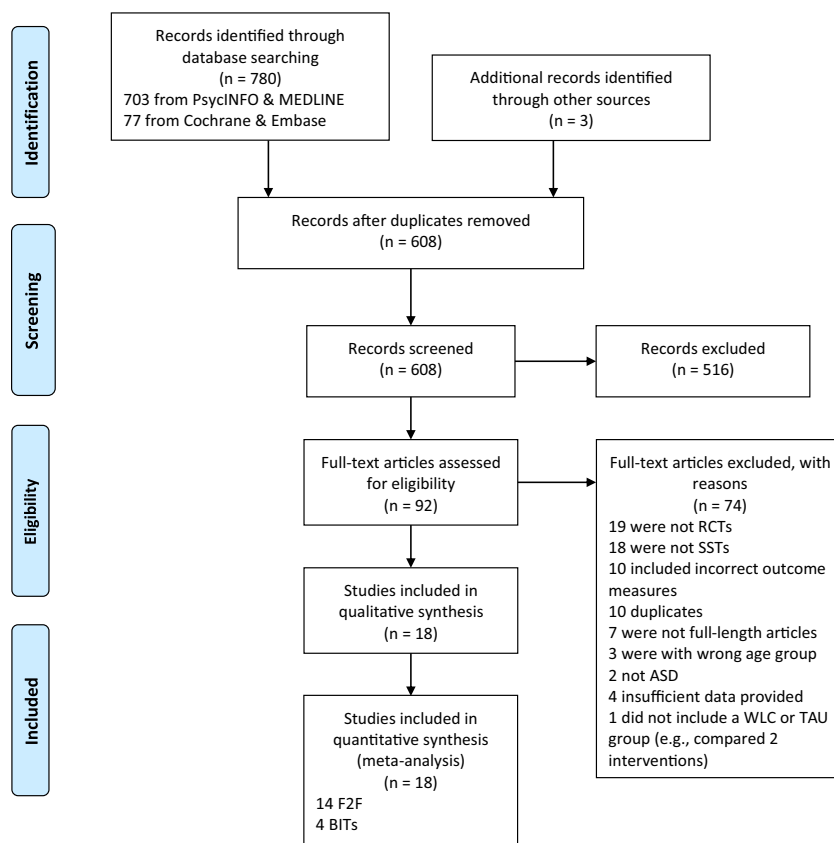 Identification
Records identified through
database searching
(n = 780)
703 from PsycINFO & MEDLINE
77 from Cochrane & Embase
Additional records identified
through other sources
(n = 3)
Records after duplicates removed
(n = 608)
Screening
Records screened
(n = 608)
Records excluded
(n = 516)
Eligibility
Full-text articles assessed
for eligibility
(n = 92)
Full-text articles excluded, with
reasons
(n = 74)
19 were not RCTs
18 were not SSTs
10 included incorrect outcome
measures
10 duplicates
7 were not full-length articles
3 were with wrong age group
2 not ASD
4 insufficient data provided
1 did not include a WLC or TAU
group (e.g., compared 2
interventions)
Studies included in
qualitative synthesis
(n = 18)
Included
Studies included in
quantitative synthesis
(meta-analysis)
(n = 18)
14 F2F
4 BITs